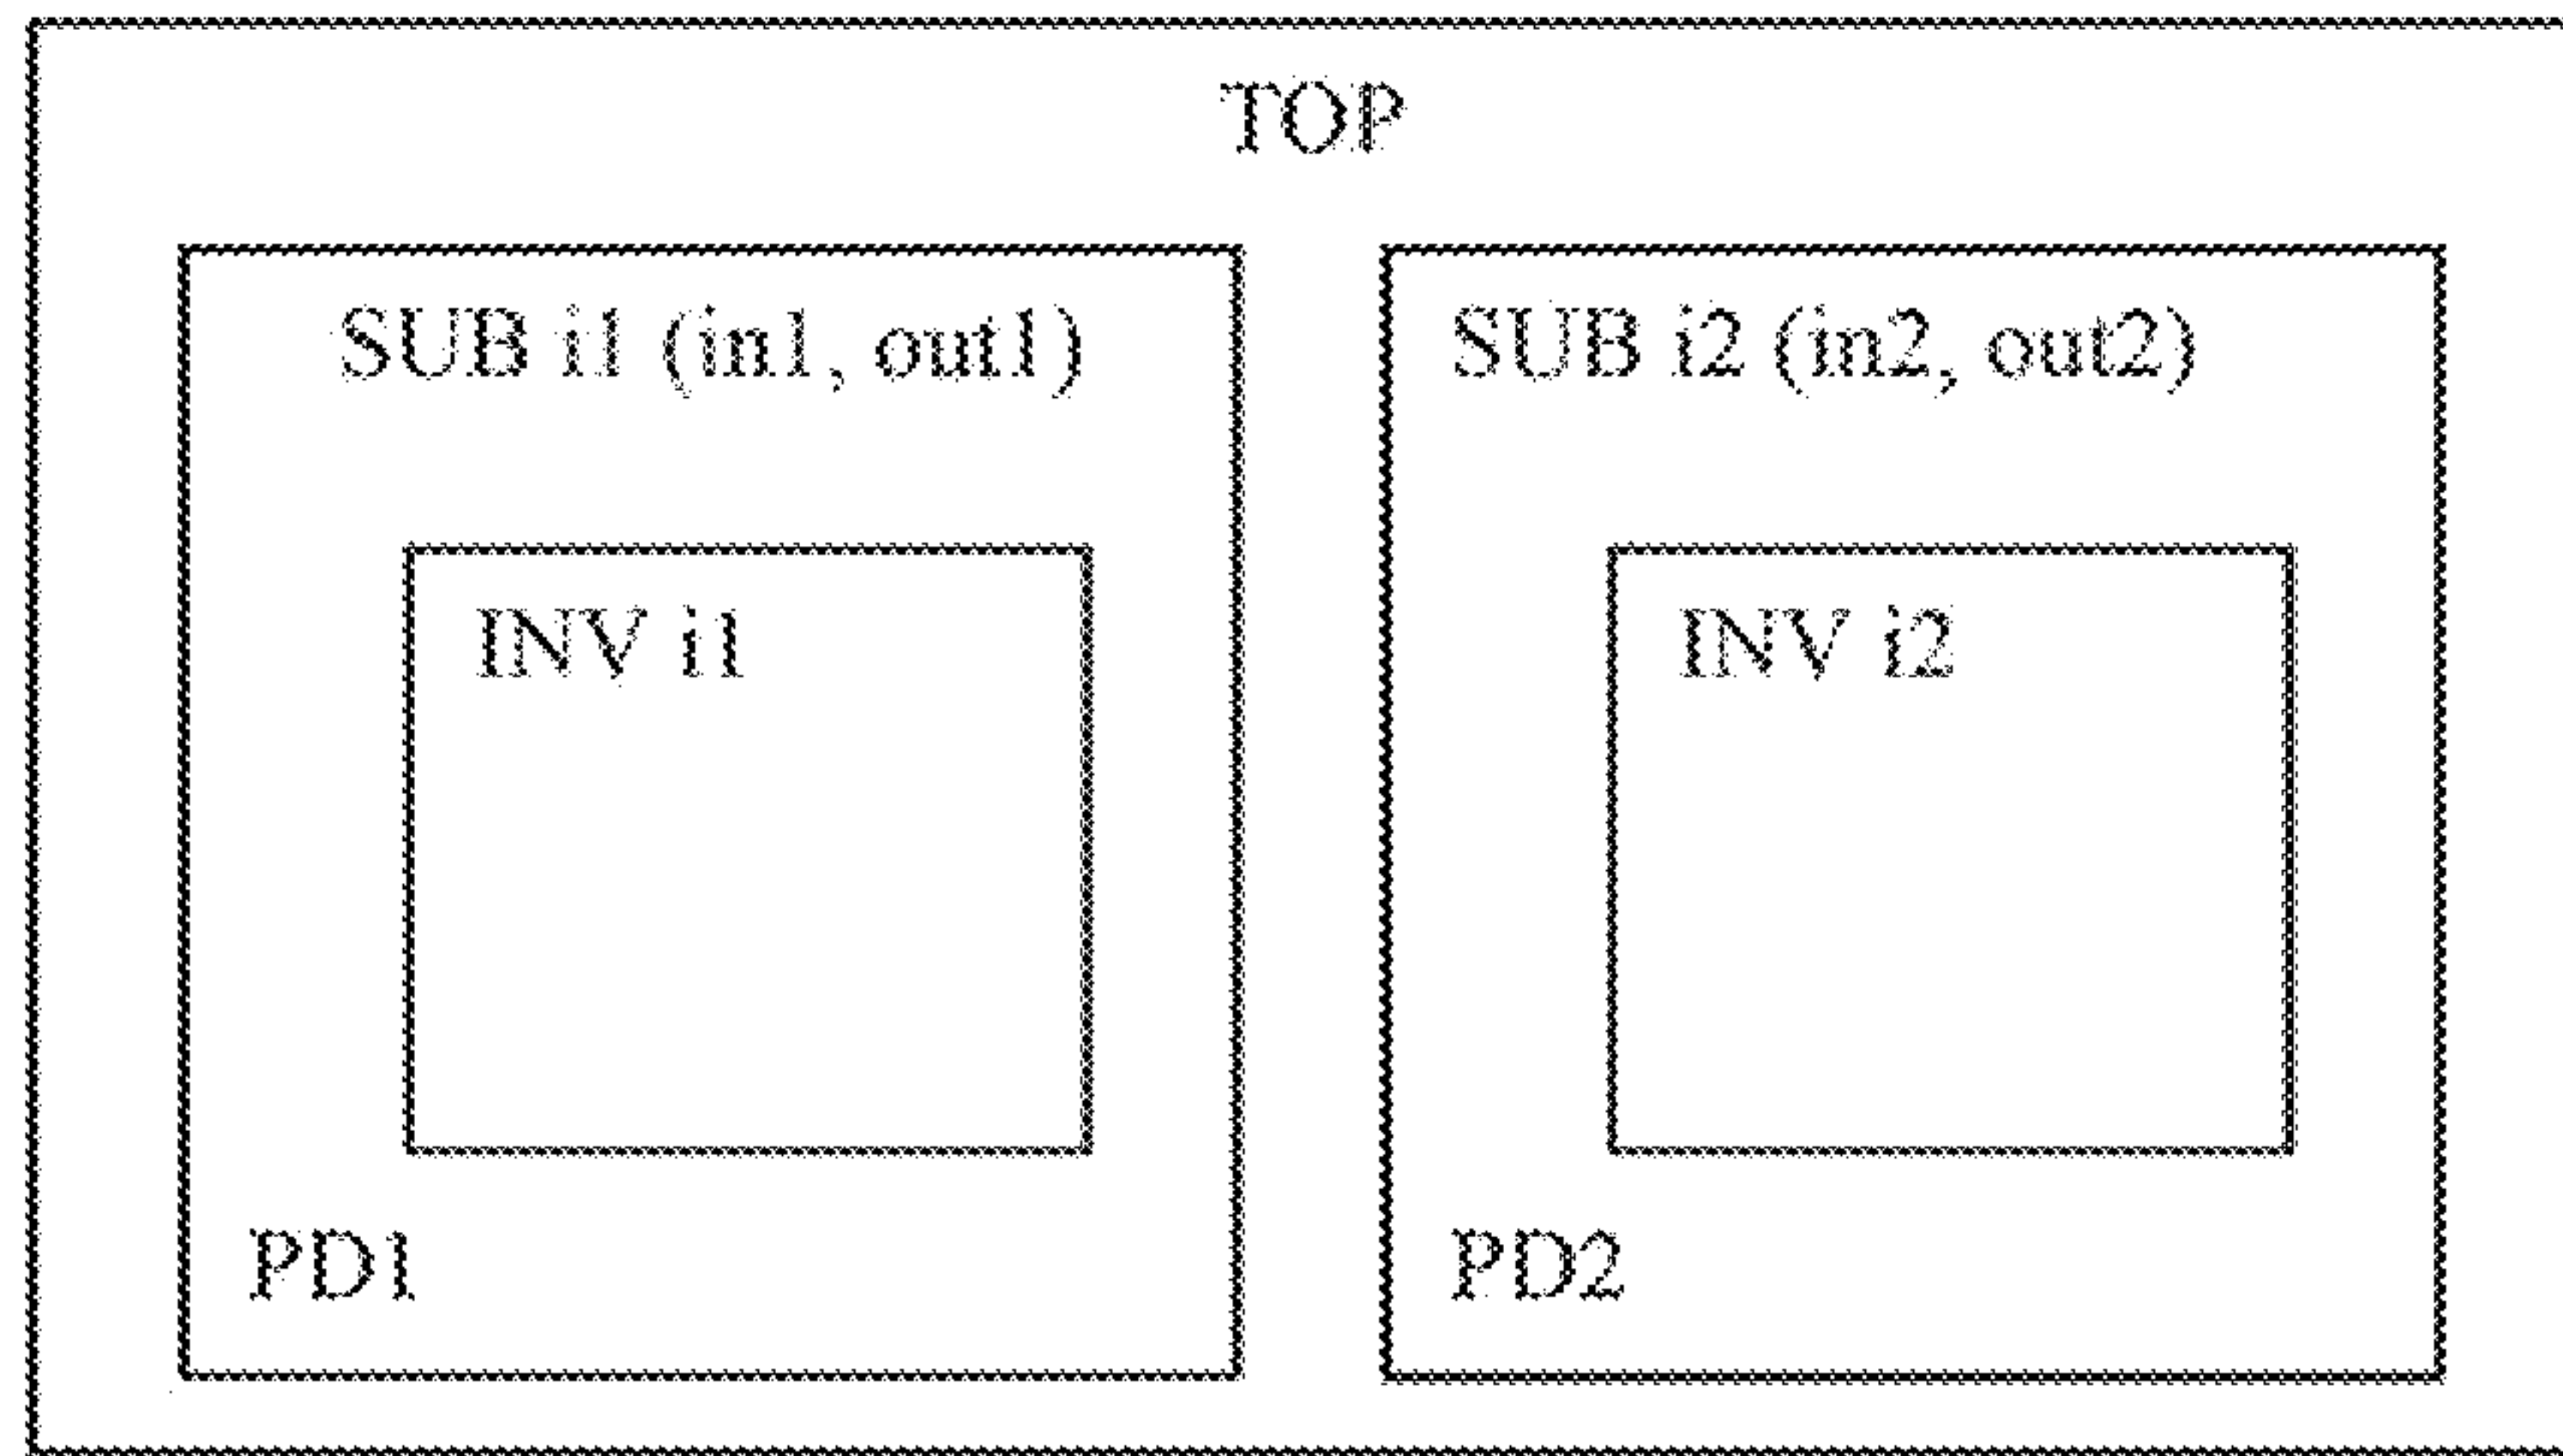 TOP
SUB i1 (in1, out1)
SUB i2 (in2, out2)
INV i1
INV i2
PD1
PD2